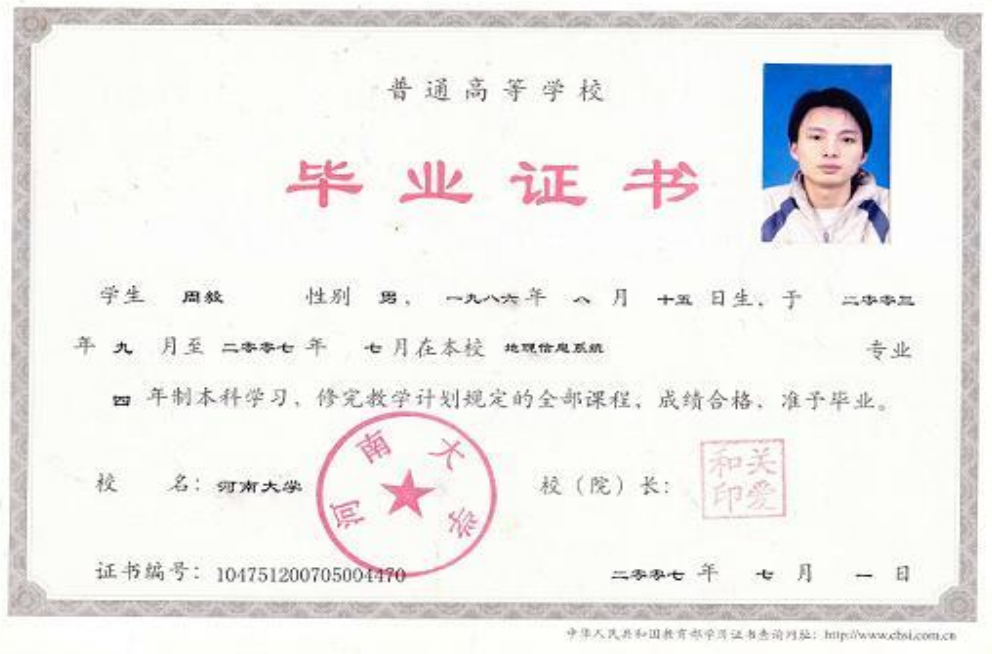 普通高等学校
毕业证书
学生 周毅 性别 男， 一九八六年 八 月 十五 日生，于 二零零三
年 九 月至 二零零七 年 七 月在本校 地理信息系统 专业
四 年制本科学习，修完教学计划规定的全部课程，成绩合格，准予毕业。
校 名：河南大学
河南大学
校（院）长：
关爱和印
证书编号：104751200705004470
二零零七 年 七 月 一 日
中华人民共和国教育部学历证书查询网址：http://www.chsi.com.cn